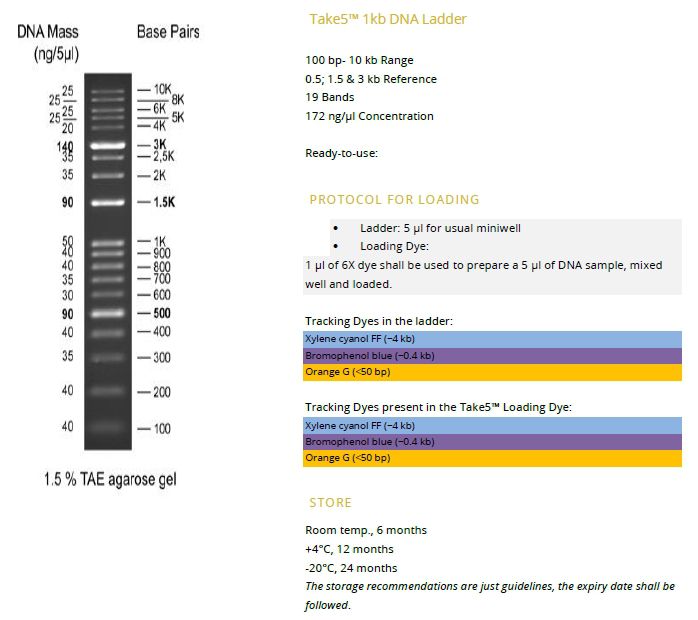 DNA Mass
(ng/5µl)
Base Pairs
25
25
25
25
20
140
35
35
90
50
40
40
35
30
90
40
35
40
40
10K
8K
6K
5K
4K
3K
2,5K
2K
1.5K
1K
900
800
700
600
500
400
300
200
100
1.5 % TAE agarose gel
Take5™ 1kb DNA Ladder
100 bp- 10 kb Range
0.5; 1.5 & 3 kb Reference
19 Bands
172 ng/µl Concentration
Ready-to-use:
PROTOCOL FOR LOADING
• Ladder: 5 µl for usual miniwell
• Loading Dye:
1 µl of 6X dye shall be used to prepare a 5 µl of DNA sample, mixed
well and loaded.
Tracking Dyes in the ladder:
Xylene cyanol FF (~4 kb)
Bromophenol blue (~0.4 kb)
Orange G (<50 bp)
Tracking Dyes present in the Take5™ Loading Dye:
Xylene cyanol FF (~4 kb)
Bromophenol blue (~0.4 kb)
Orange G (<50 bp)
STORE
Room temp., 6 months
+4°C, 12 months
-20°C, 24 months
The storage recommendations are just guidelines, the expiry date shall be
followed.